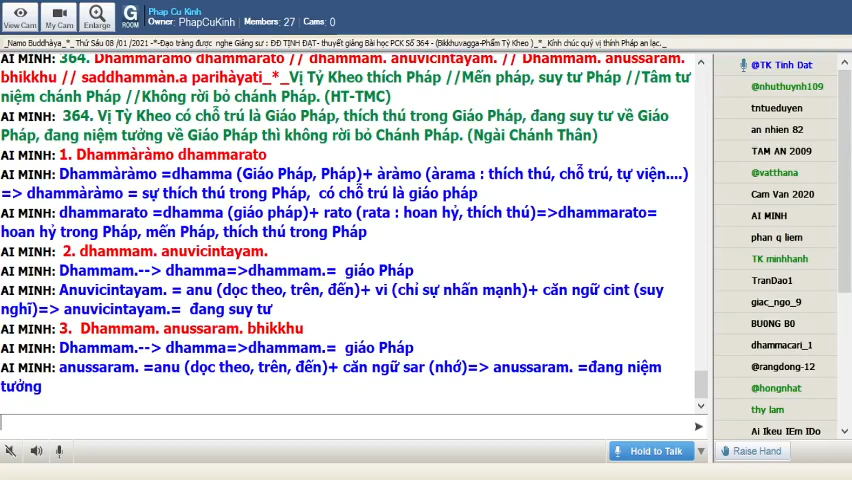 Phap Cu Kinh
Owner: PhapCuKinh Members: 27 Cams: 0
View Cam
My Cam
Enlarge
G
ROOM
_Namo Buddhàya_*_ Thứ Sáu 08 /01 /2021 -*-Đạo tràng được nghe Giảng sư : ĐĐ TỊNH ĐẠT- thuyết giảng Bài học PCK Số 364 - (Bikkhuvagga-Phẩm Tỳ Kheo )_*_ Kính chúc quý vị thính Pháp an lạc._
AI MINH: 364. Dhammàràmo dhammarato // dhammam. anuvicintayam. // Dhammam. anussaram.
bhikkhu // saddhammàn.a parihàyati_*_Vị Tỷ Kheo thích Pháp //Mến pháp, suy tư Pháp //Tâm tư
niệm chánh Pháp //Không rời bỏ chánh Pháp. (HT-TMC)
AI MINH: 364. Vị Tỳ Kheo có chỗ trú là Giáo Pháp, thích thú trong Giáo Pháp, đang suy tư về Giáo
Pháp, đang niệm tưởng về Giáo Pháp thì không rời bỏ Chánh Pháp. (Ngài Chánh Thân)
AI MINH: 1. Dhammàràmo dhammarato
AI MINH: Dhammàràmo =dhamma (Giáo Pháp, Pháp)+ àràmo (àrama : thích thú, chỗ trú, tự viện....)
=> dhammàràmo = sự thích thú trong Pháp, có chỗ trú là giáo pháp
AI MINH: dhammarato =dhamma (giáo pháp)+ rato (rata : hoan hỷ, thích thú)=>dhammarato=
hoan hỷ trong Pháp, mến Pháp, thích thú trong Pháp
AI MINH: 2. dhammam. anuvicintayam.
AI MINH: Dhammam.--> dhamma=>dhammam.= giáo Pháp
AI MINH: Anuvicintayam. = anu (dọc theo, trên, đến)+ vi (chỉ sự nhấn mạnh)+ căn ngữ cint (suy
nghĩ)=> anuvicintayam.= đang suy tư
AI MINH: 3. Dhammam. anussaram. bhikkhu
AI MINH: Dhammam.--> dhamma=>dhammam.= giáo Pháp
AI MINH: anussaram. =anu (dọc theo, trên, đến)+ căn ngữ sar (nhớ)=> anussaram. =đang niệm
tưởng
@TK Tinh Dat
@nhuthuynh109
tntueduyen
an nhien 82
TAM AN 2009
@vatthana
Cam Van 2020
AI MINH
phan q liem
TK minhhanh
TranDao1
giac_ngo_9
BU0NG B0
dhammacari_1
@rangdong-12
@hongnhat
thy lam
Ai Ikeu IEm IDo
Hold to Talk
Raise Hand